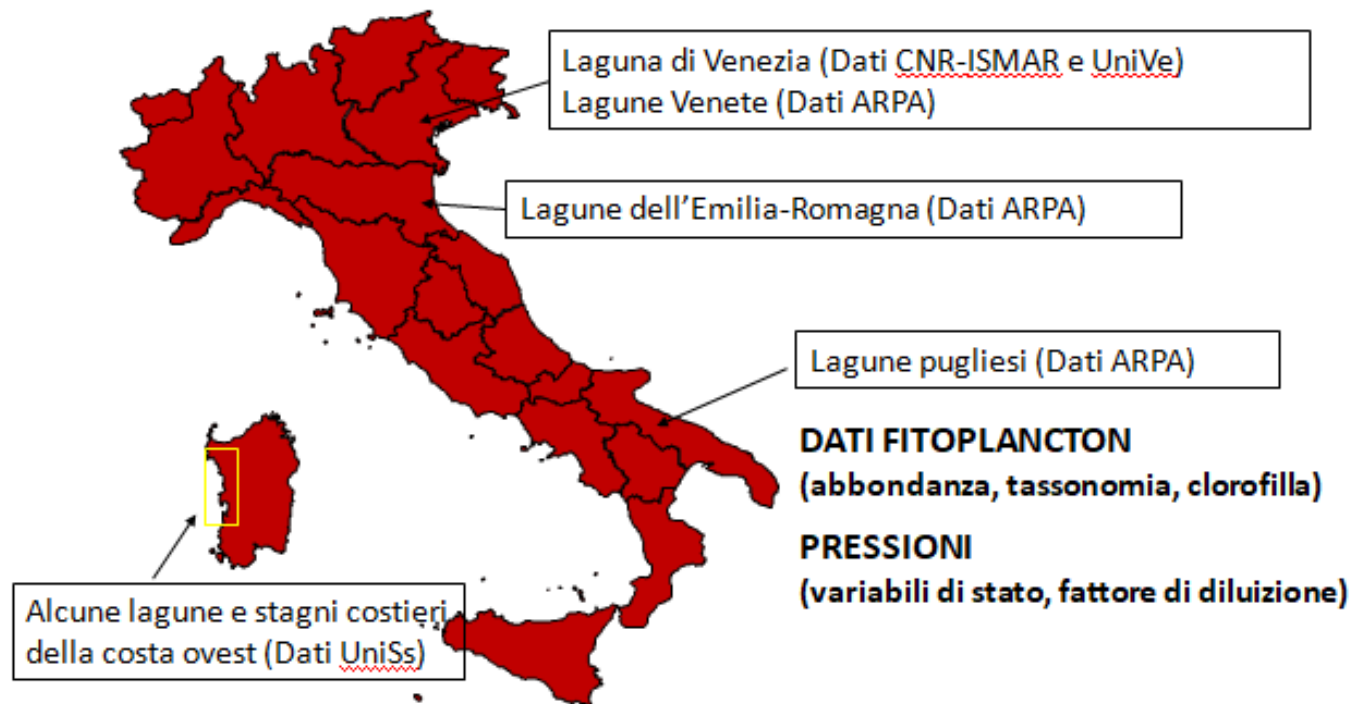 Laguna di Venezia (Dati CNR-ISMAR e UniVe)
Lagune Venete (Dati ARPA)
Lagune dell’Emilia-Romagna (Dati ARPA)
Lagune pugliesi (Dati ARPA)
DATI FITOPLANCTON
(abbondanza, tassonomia, clorofilla)
PRESSIONI
(variabili di stato, fattore di diluizione)
Alcune lagune e stagni costieri
della costa ovest (Dati UniSs)